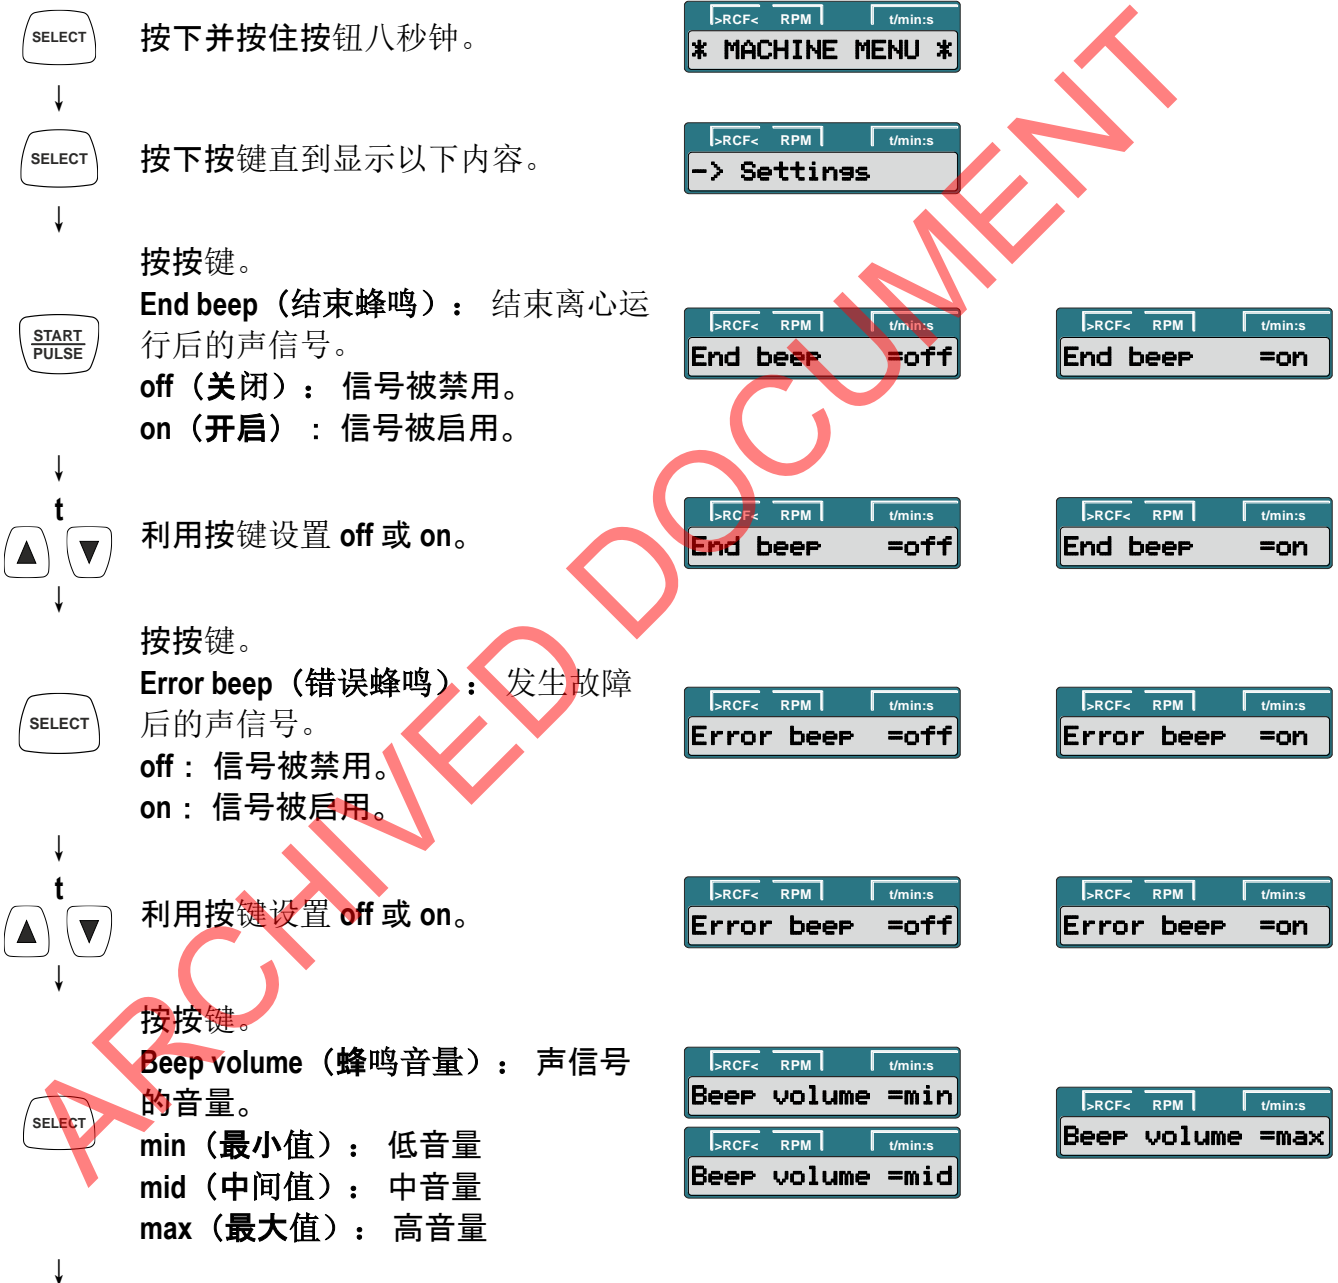 SELECT
按下并按住按钮八秒钟。
>RCF< RPM t/min:s
* MACHINE MENU *
↓
SELECT
按下按键直到显示以下内容。
>RCF< RPM t/min:s
-> Settings
↓
START
PULSE
按按键。
End beep（结束蜂鸣）： 结束离心运
行后的声信号。
off（关闭）： 信号被禁用。
on（开启）： 信号被启用。
>RCF< RPM t/min:s
End beep =off
>RCF< RPM t/min:s
End beep =on
↓
t
▲ ▼
利用按键设置 off 或 on。
>RCF< RPM t/min:s
End beep =off
>RCF< RPM t/min:s
End beep =on
↓
SELECT
按按键。
Error beep（错误蜂鸣）： 发生故障
后的声信号。
off： 信号被禁用。
on： 信号被启用。
>RCF< RPM t/min:s
Error beep =off
>RCF< RPM t/min:s
Error beep =on
↓
t
▲ ▼
利用按键设置 off 或 on。
>RCF< RPM t/min:s
Error beep =off
>RCF< RPM t/min:s
Error beep =on
↓
SELECT
按按键。
Beep volume（蜂鸣音量）： 声信号
的音量。
min（最小值）： 低音量
mid（中间值）： 中音量
max（最大值）： 高音量
>RCF< RPM t/min:s
Beep volume =min
>RCF< RPM t/min:s
Beep volume =mid
>RCF< RPM t/min:s
Beep volume =max
↓
ARCHIVED DOCUMENT